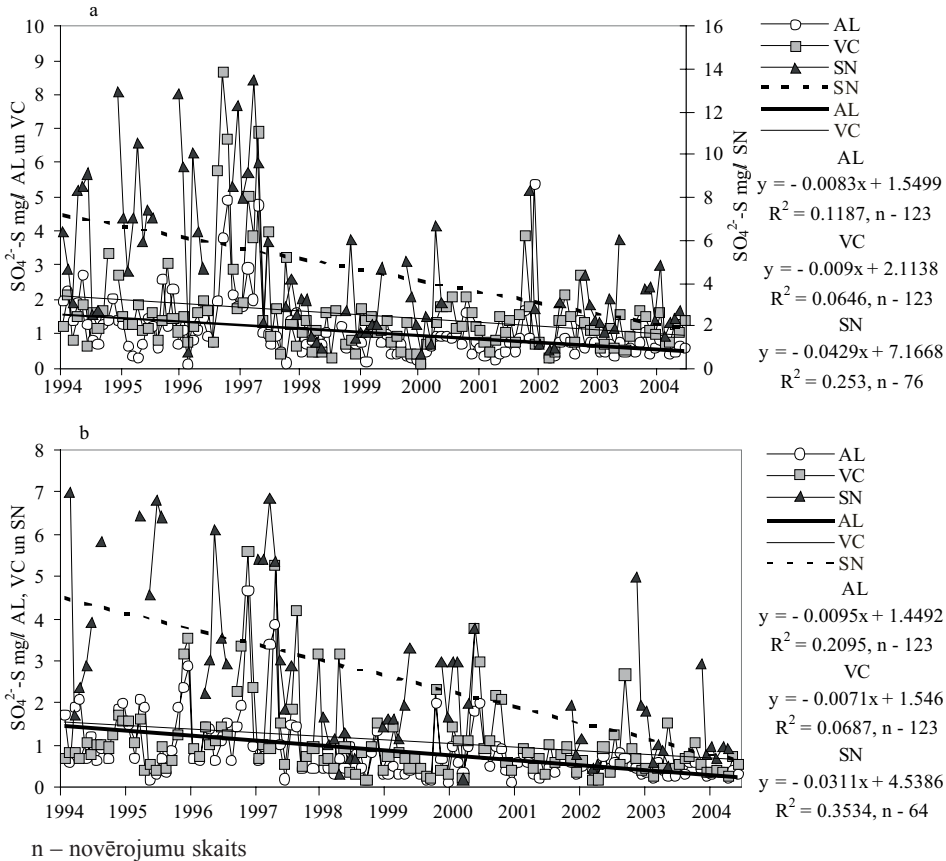 a
SO₄²⁻-S mg/l AL un VC
10
9
8
7
6
5
4
3
2
1
0
1994 1995 1996 1997 1998 1999 2000 2001 2002 2003 2004
16
14
12
10
8
6
4
2
0
SO₄²⁻-S mg/l SN
AL
VC
SN
SN
AL
VC
AL
y = - 0.0083x + 1.5499
R² = 0.1187, n - 123
VC
y = - 0.009x + 2.1138
R² = 0.0646, n - 123
SN
y = - 0.0429x + 7.1668
R² = 0.253, n - 76
b
SO₄²⁻-S mg/l AL, VC un SN
8
7
6
5
4
3
2
1
0
1994 1995 1996 1997 1998 1999 2000 2001 2002 2003 2004
AL
VC
SN
AL
VC
SN
AL
y = - 0.0095x + 1.4492
R² = 0.2095, n - 123
VC
y = - 0.0071x + 1.546
R² = 0.0687, n - 123
SN
y = - 0.0311x + 4.5386
R² = 0.3534, n - 64
n – novērojumu skaits